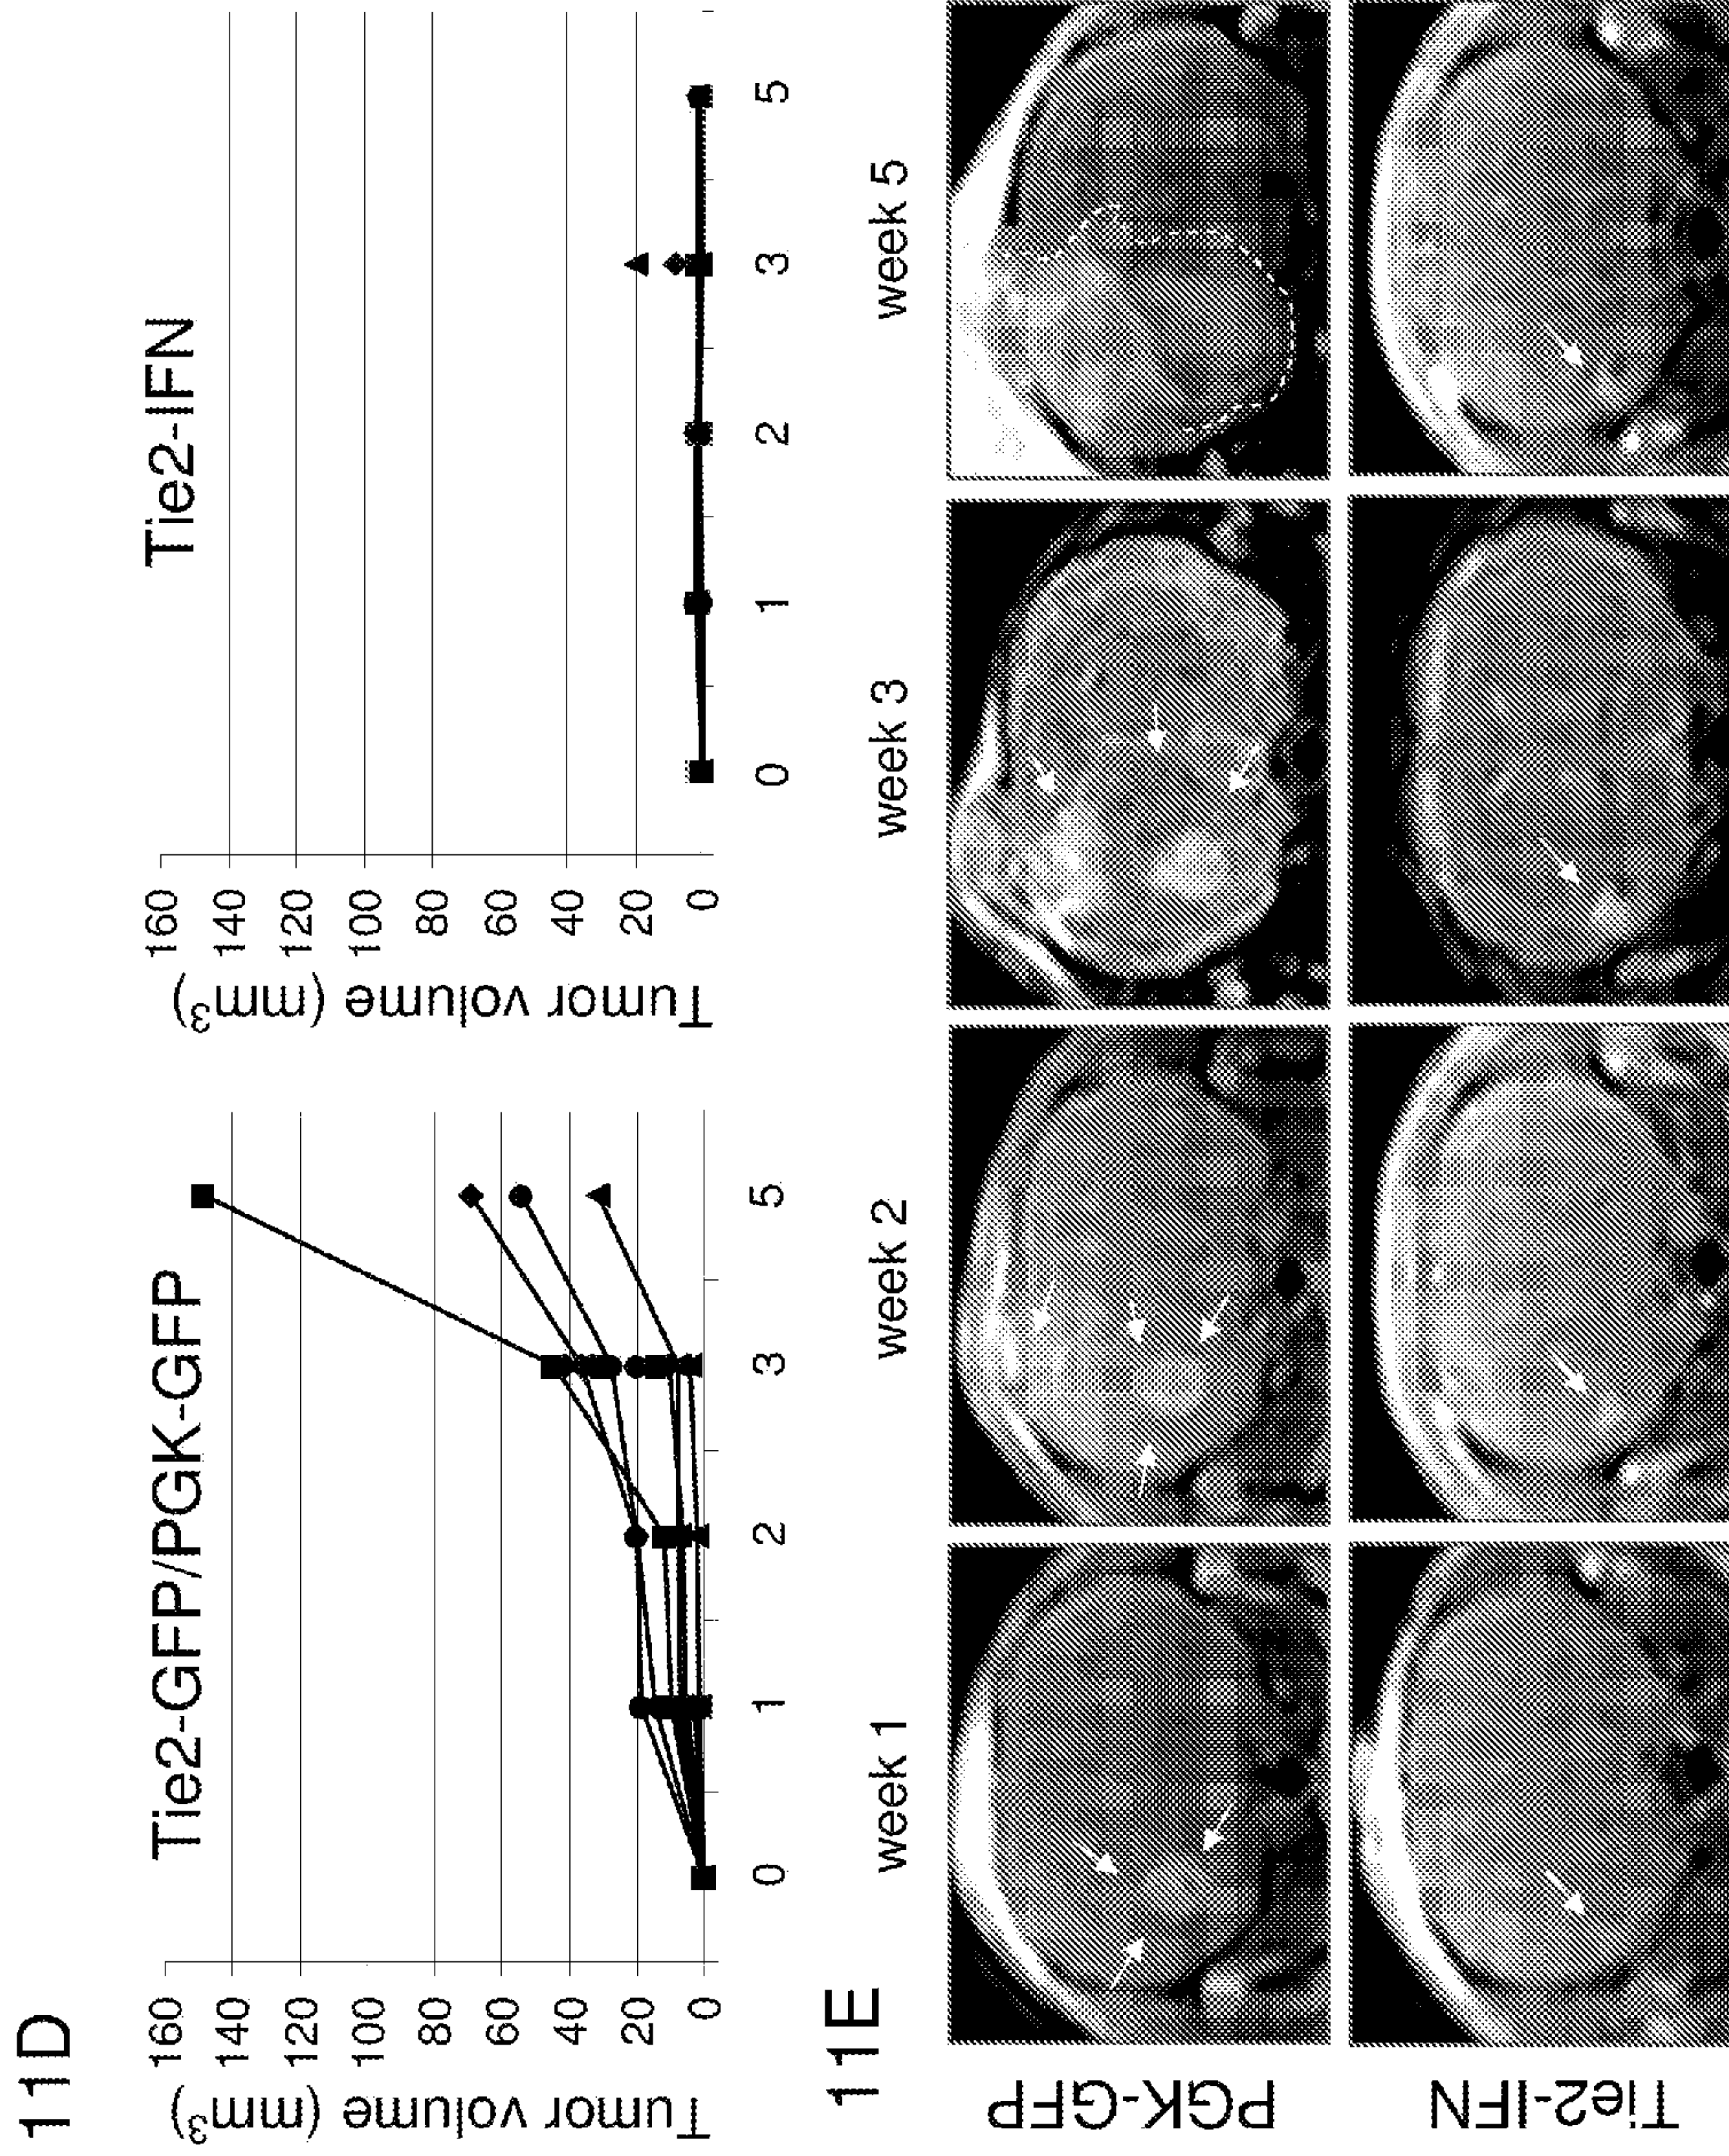 11D
Tie2-GFP/PGK-GFP
Tumor volume (mm³)
160
140
120
100
80
60
40
20
0
0 1 2 3 5
Tie2-IFN
Tumor volume (mm³)
160
140
120
100
80
60
40
20
0
0 1 2 3 5
11E
week 1 week 2 week 3 week 5
PGK-GFP
Tie2-IFN